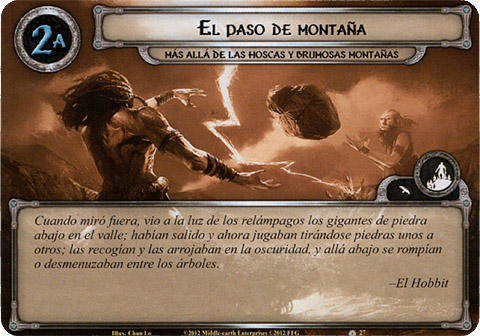 2A
El paso de montaña
Más allá de las hoscas y brumosas montañas
Cuando miró fuera, vio a la luz de los relámpagos los gigantes de piedra
abajo en el valle; habían salido y ahora jugaban tirándose piedras unos a
otros; las recogían y las arrojaban en la oscuridad, y allá abajo se rompían
o desmenuzaban entre los árboles.
–El Hobbit
Illus. Chun Lo ©2012 Middle-earth Enterprises ©2012 FFG 27